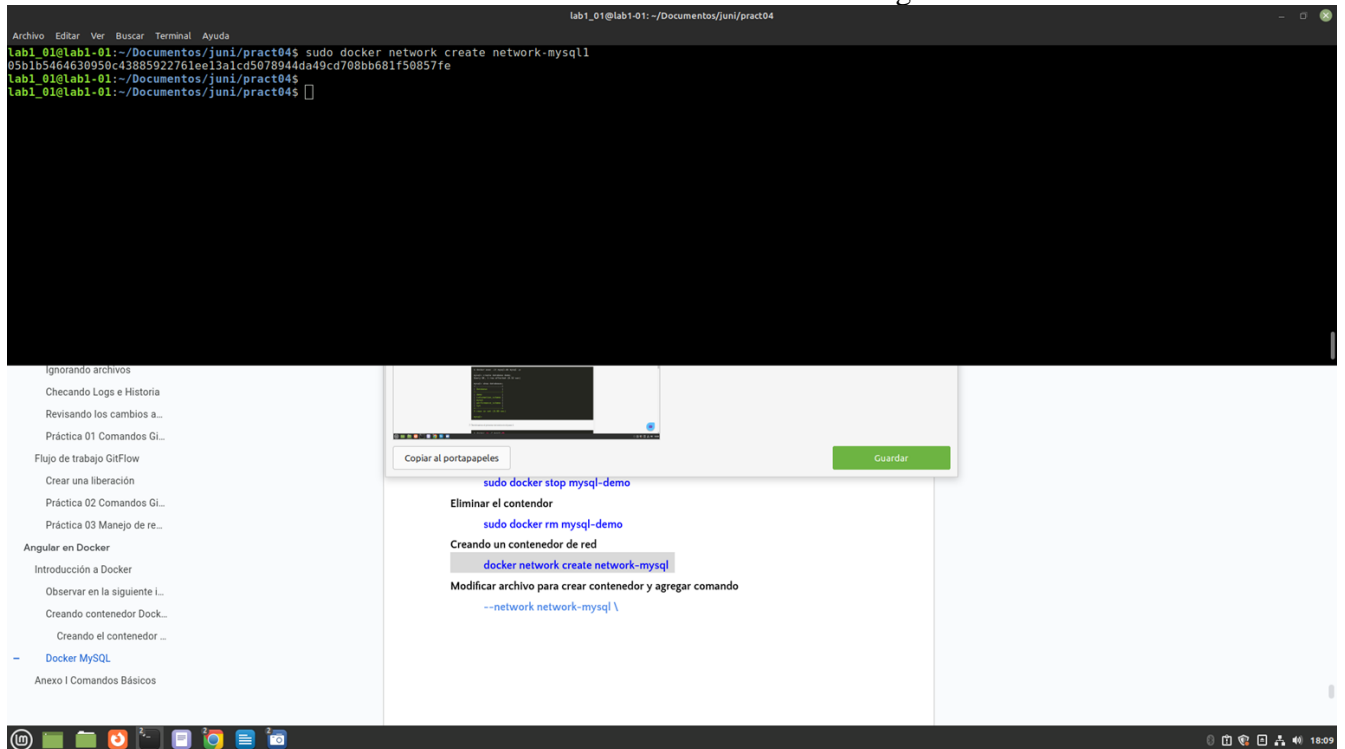 lab1_01@lab1-01: ~/Documentos/juni/pract04
Archivo Editar Ver Buscar Terminal Ayuda
lab1_01@lab1-01:~/Documentos/juni/pract04$ sudo docker network create network-mysql1
05b1b5464630950c43885922761ee13a1cd5078944da49cd708bb681f50857fe
lab1_01@lab1-01:~/Documentos/juni/pract04$
lab1_01@lab1-01:~/Documentos/juni/pract04$
Ignorando archivos
Checando Logs e Historia
Revisando los cambios a...
Práctica 01 Comandos Gi...
Flujo de trabajo GitFlow
Crear una liberación
Práctica 02 Comandos Gi...
Práctica 03 Manejo de re...
Angular en Docker
Introducción a Docker
Observar en la siguiente i...
Creando contenedor Dock...
Creando el contenedor ...
Docker MySQL
Anexo I Comandos Básicos
Copiar al portapapeles
Guardar
sudo docker stop mysql-demo
Eliminar el contendor
sudo docker rm mysql-demo
Creando un contenedor de red
docker network create network-mysql
Modificar archivo para crear contenedor y agregar comando
--network network-mysql \
18:09